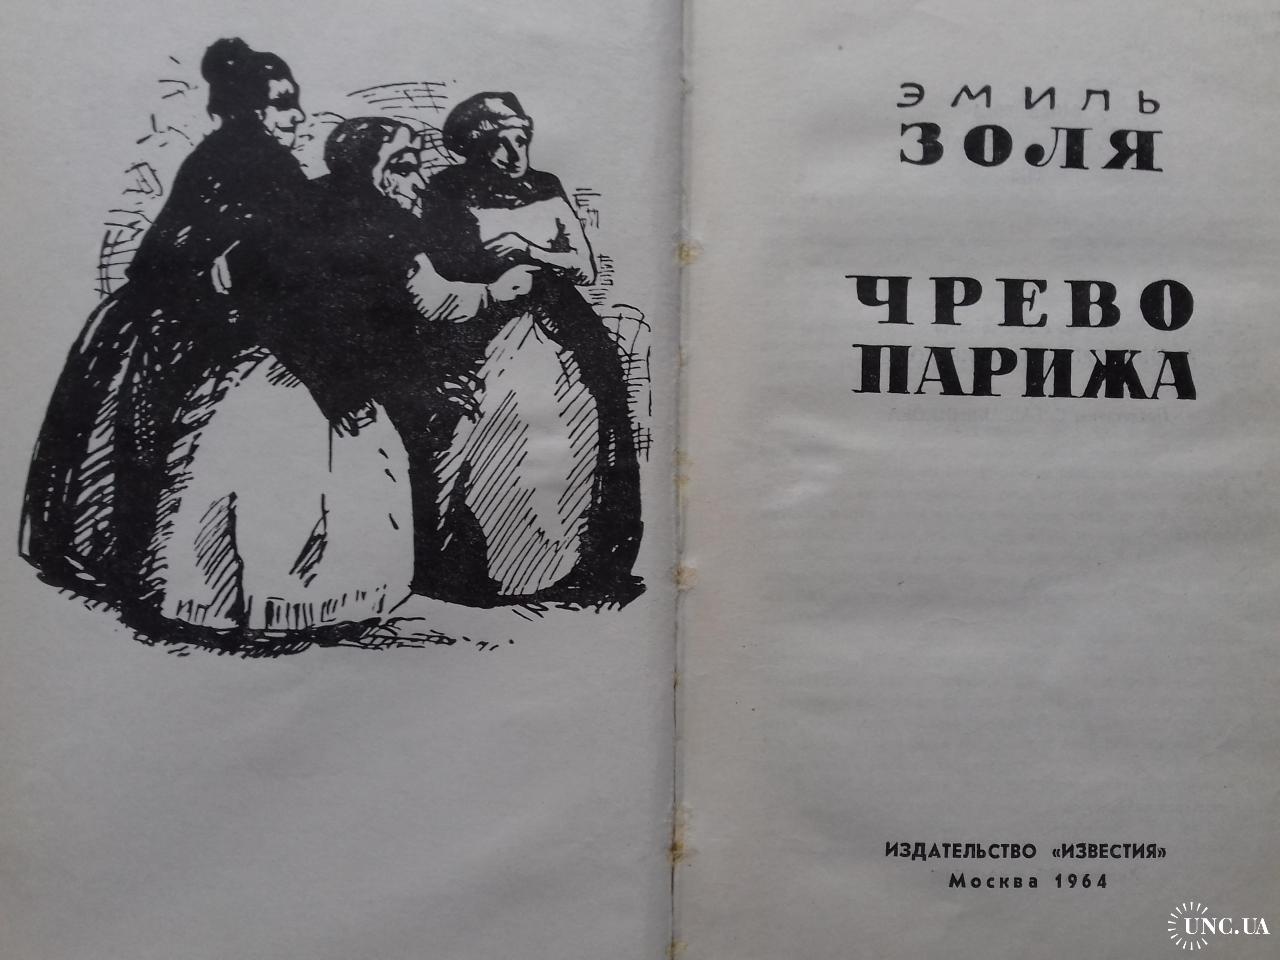 ЭМИЛЬ
ЗОЛЯ
ЧРЕВО
ПАРИЖА
ИЗДАТЕЛЬСТВО «ИЗВЕСТИЯ»
Москва 1964
UNC.UA